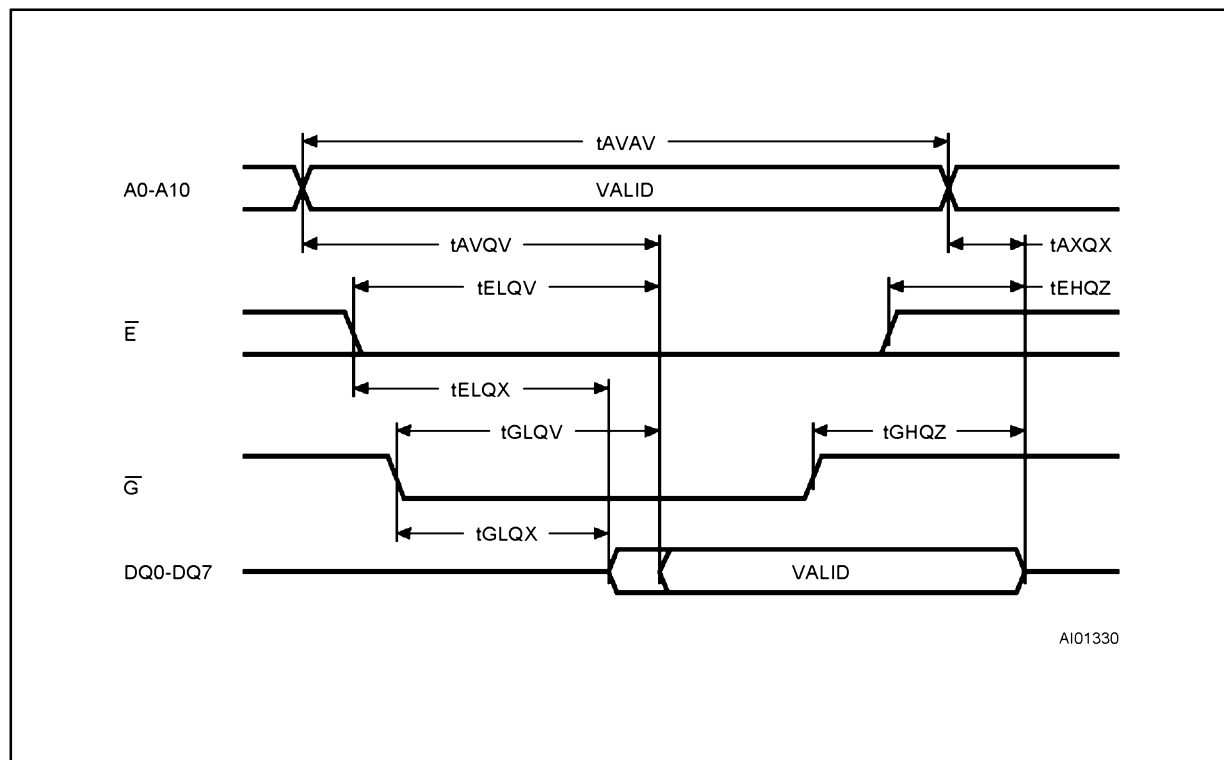 tAVAV
A0-A10 VALID
tAVQV tAXQX
tELQV tEHQZ
E̅
tELQX
tGLQV tGHQZ
G̅
tGLQX
DQ0-DQ7 VALID
AI01330